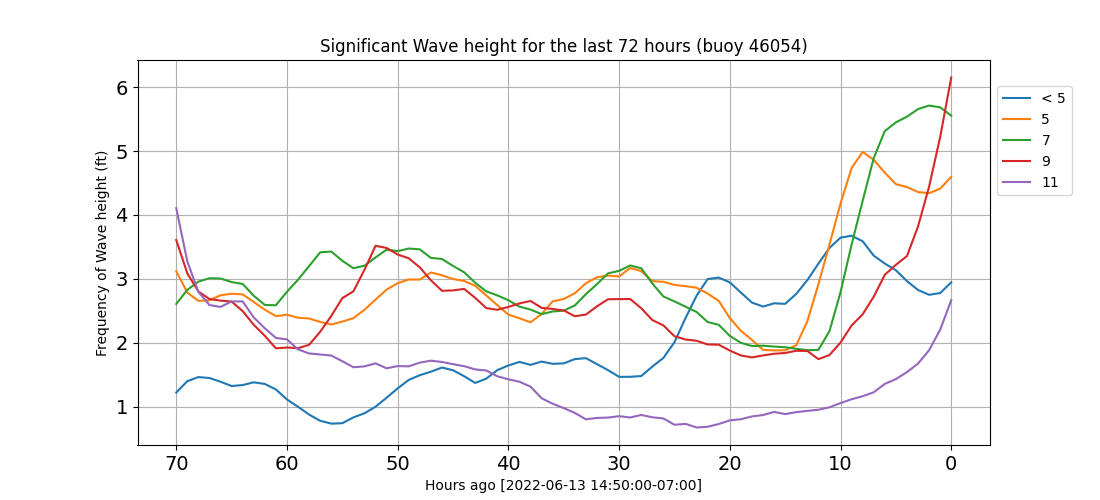 Significant Wave height for the last 72 hours (buoy 46054)
Frequency of Wave height (ft)
6
5
4
3
2
1
70 60 50 40 30 20 10 0
Hours ago [2022-06-13 14:50:00-07:00]
< 5
5
7
9
11